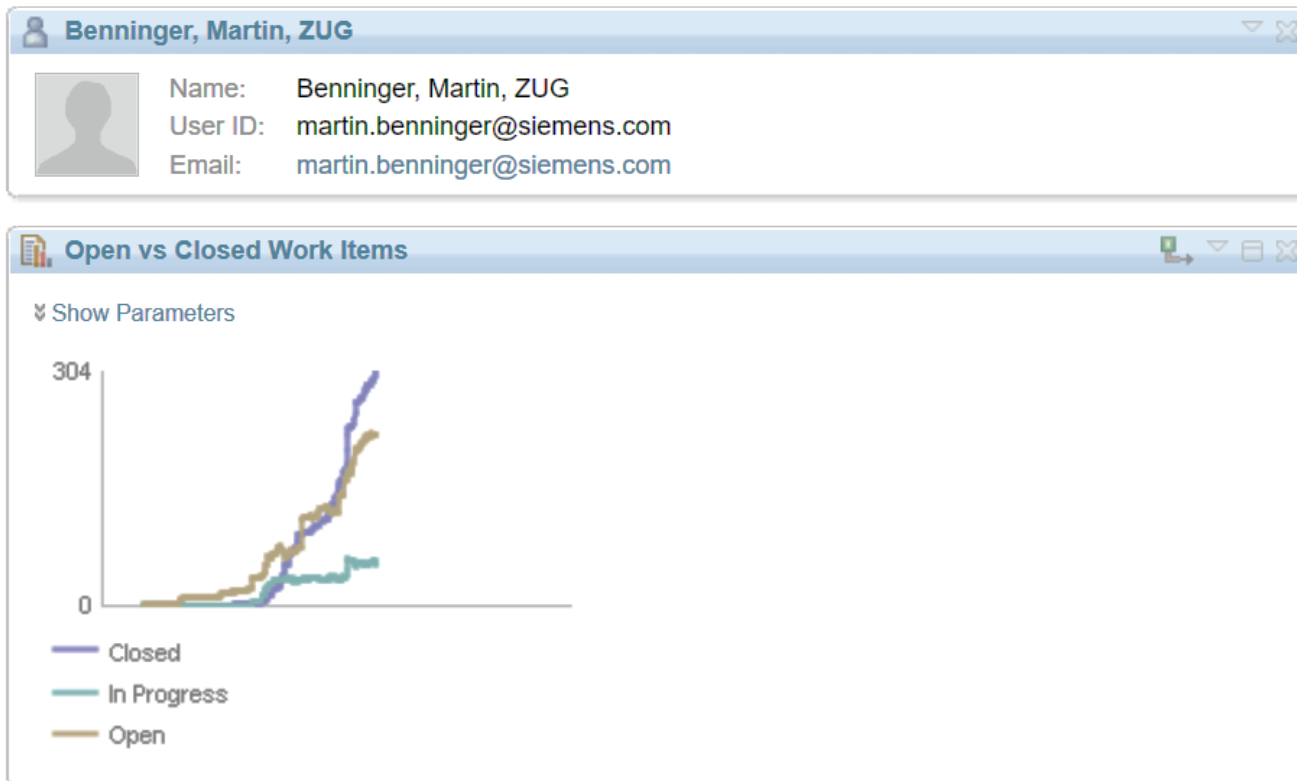 Benninger, Martin, ZUG
Name: Benninger, Martin, ZUG
User ID: martin.benninger@siemens.com
Email: martin.benninger@siemens.com
Open vs Closed Work Items
Show Parameters
304
0
Closed
In Progress
Open